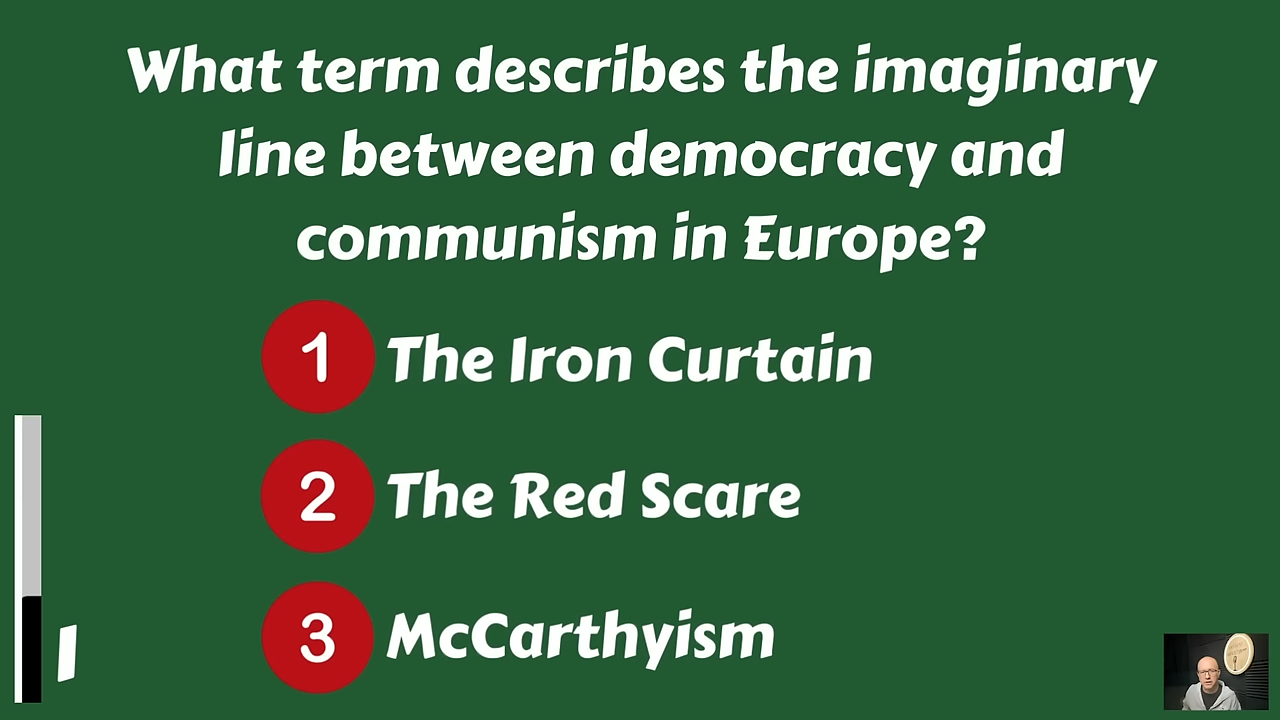 What term describes the imaginary
line between democracy and
communism in Europe?
1 The Iron Curtain
2 The Red Scare
3 McCarthyism
1